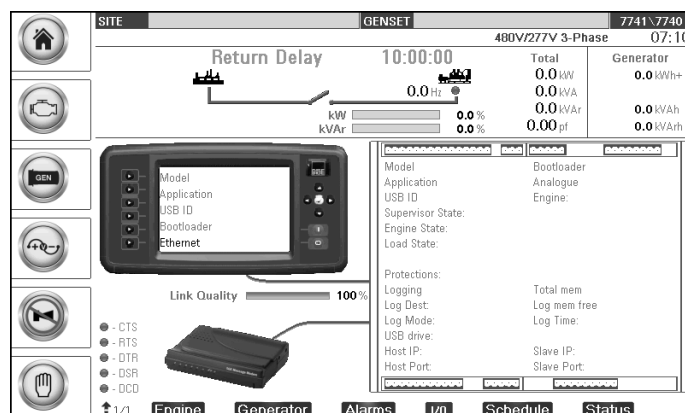 SITE GENSET 7741\7740
480V/277V 3-Phase 07:10
Return Delay 10:00:00 Total Generator
0.0 kW 0.0 kWh+
0.0 Hz 0.0 kVA
0.0 kVAr 0.0 kVAh
kW 0.0 % 0.00 pf 0.0 kVArh
kVAr 0.0 %
GEN
Model
Application
USB ID
Bootloader
Ethernet
I
O
Model Bootloader
Application Analogue
USB ID Engine:
Supervisor State:
Engine State:
Load State:
Protections:
Logging Total mem
Log Dest: Log mem free
Log Mode: Log Time:
USB drive:
Host IP: Slave IP:
Host Port: Slave Port:
Link Quality 100 %
- CTS
- RTS
- DTR
- DSR
- DCD
1/1 Engine Generator Alarms I/O Schedule Status